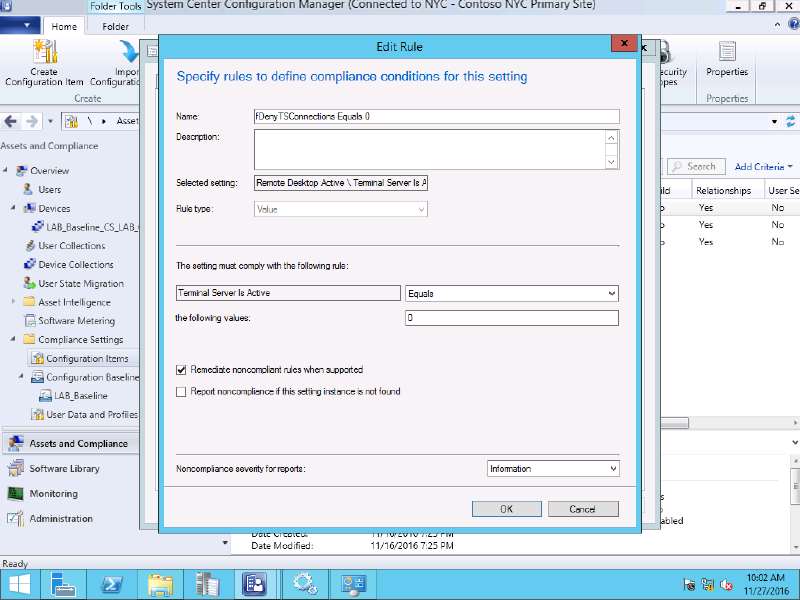 Folder Tools System Center Configuration Manager (Connected to NYC - Contoso NYC Primary Site)
Home Folder
Create
Configuration Item
Import
Create
Properties
Properties
\ Asset
Assets and Compliance
Overview
Users
Devices
LAB_Baseline_CS_LAB_
User Collections
Device Collections
User State Migration
Asset Intelligence
Software Metering
Compliance Settings
Configuration Items
Configuration Baseline
LAB_Baseline
User Data and Profiles
Assets and Compliance
Software Library
Monitoring
Administration
Edit Rule
Specify rules to define compliance conditions for this setting
Name: fDenyTSConnections Equals 0
Description:
Selected setting: Remote Desktop Active \ Terminal Server Is A
Rule type: Value
The setting must comply with the following rule:
Terminal Server Is Active Equals
the following values: 0
Remediate noncompliant rules when supported
Report noncomplience if this setting instance is not found
Noncompliance severity for reports: Information
OK Cancel
Search Add Criteria
Relationships User Se
Yes No
Yes No
Yes No
Date Created: 11/16/2016 7:25 PM
Date Modified: 11/16/2016 7:25 PM
Ready
10:02 AM
11/27/2016